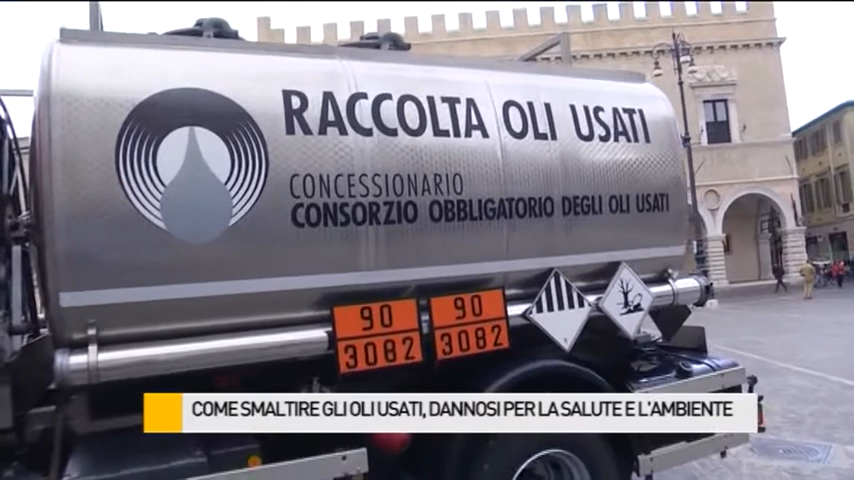 RACCOLTA OLI USATI
CONCESSIONARIO
CONSORZIO OBBLIGATORIO DEGLI OLI USATI
90 90
3082 3082
COME SMALTIRE GLI OLI USATI, DANNOSI PER LA SALUTE E L'AMBIENTE